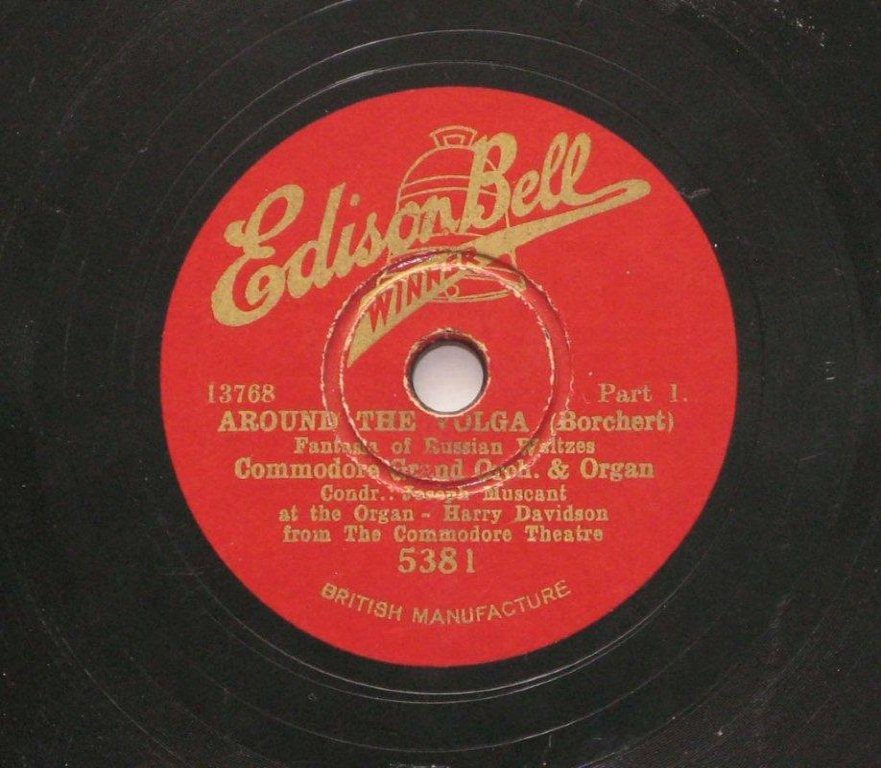 Edison Bell
WINNER
13768 Part 1.
AROUND THE VOLGA (Borchert)
Fantasia of Russian Waltzes
Commodore Grand Orch. & Organ
Condr.: Joseph Muscant
at the Organ - Harry Davidson
from The Commodore Theatre
5381
BRITISH MANUFACTURE